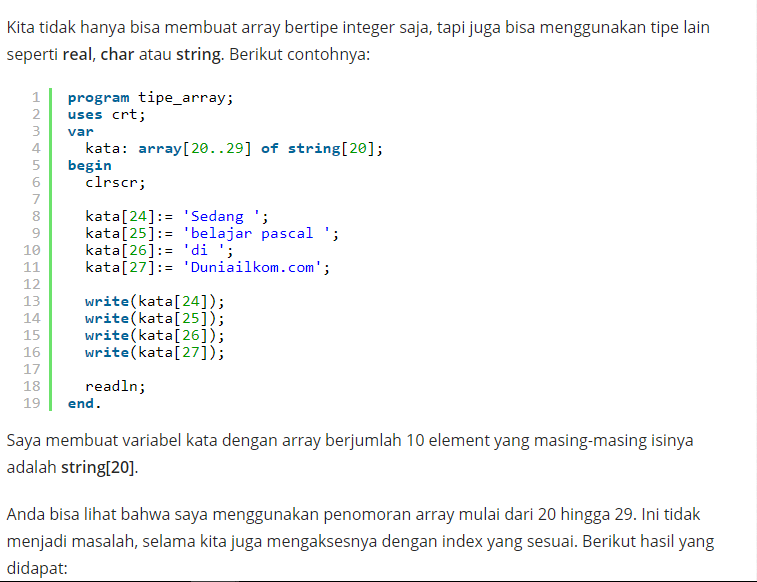 Kita tidak hanya bisa membuat array bertipe integer saja, tapi juga bisa menggunakan tipe lain
seperti real, char atau string. Berikut contohnya:
1 program tipe_array;
2 uses crt;
3 var
4 kata: array[20..29] of string[20];
5 begin
6 clrscr;
7
8 kata[24]:= 'Sedang ';
9 kata[25]:= 'belajar pascal ';
10 kata[26]:= 'di ';
11 kata[27]:= 'Duniailkom.com';
12
13 write(kata[24]);
14 write(kata[25]);
15 write(kata[26]);
16 write(kata[27]);
17
18 readln;
19 end.
Saya membuat variabel kata dengan array berjumlah 10 element yang masing-masing isinya
adalah string[20].
Anda bisa lihat bahwa saya menggunakan penomoran array mulai dari 20 hingga 29. Ini tidak
menjadi masalah, selama kita juga mengaksesnya dengan index yang sesuai. Berikut hasil yang
didapat: